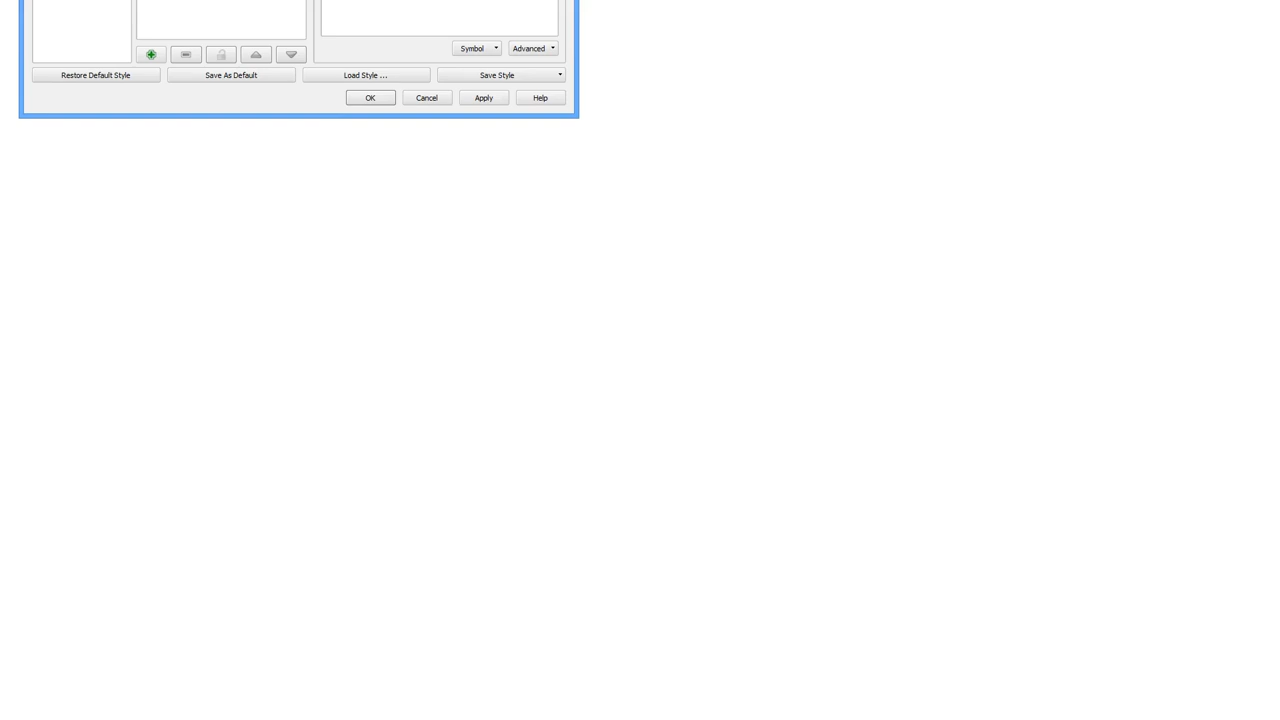 Symbol Advanced
Restore Default Style Save As Default Load Style ... Save Style
OK Cancel Apply Help